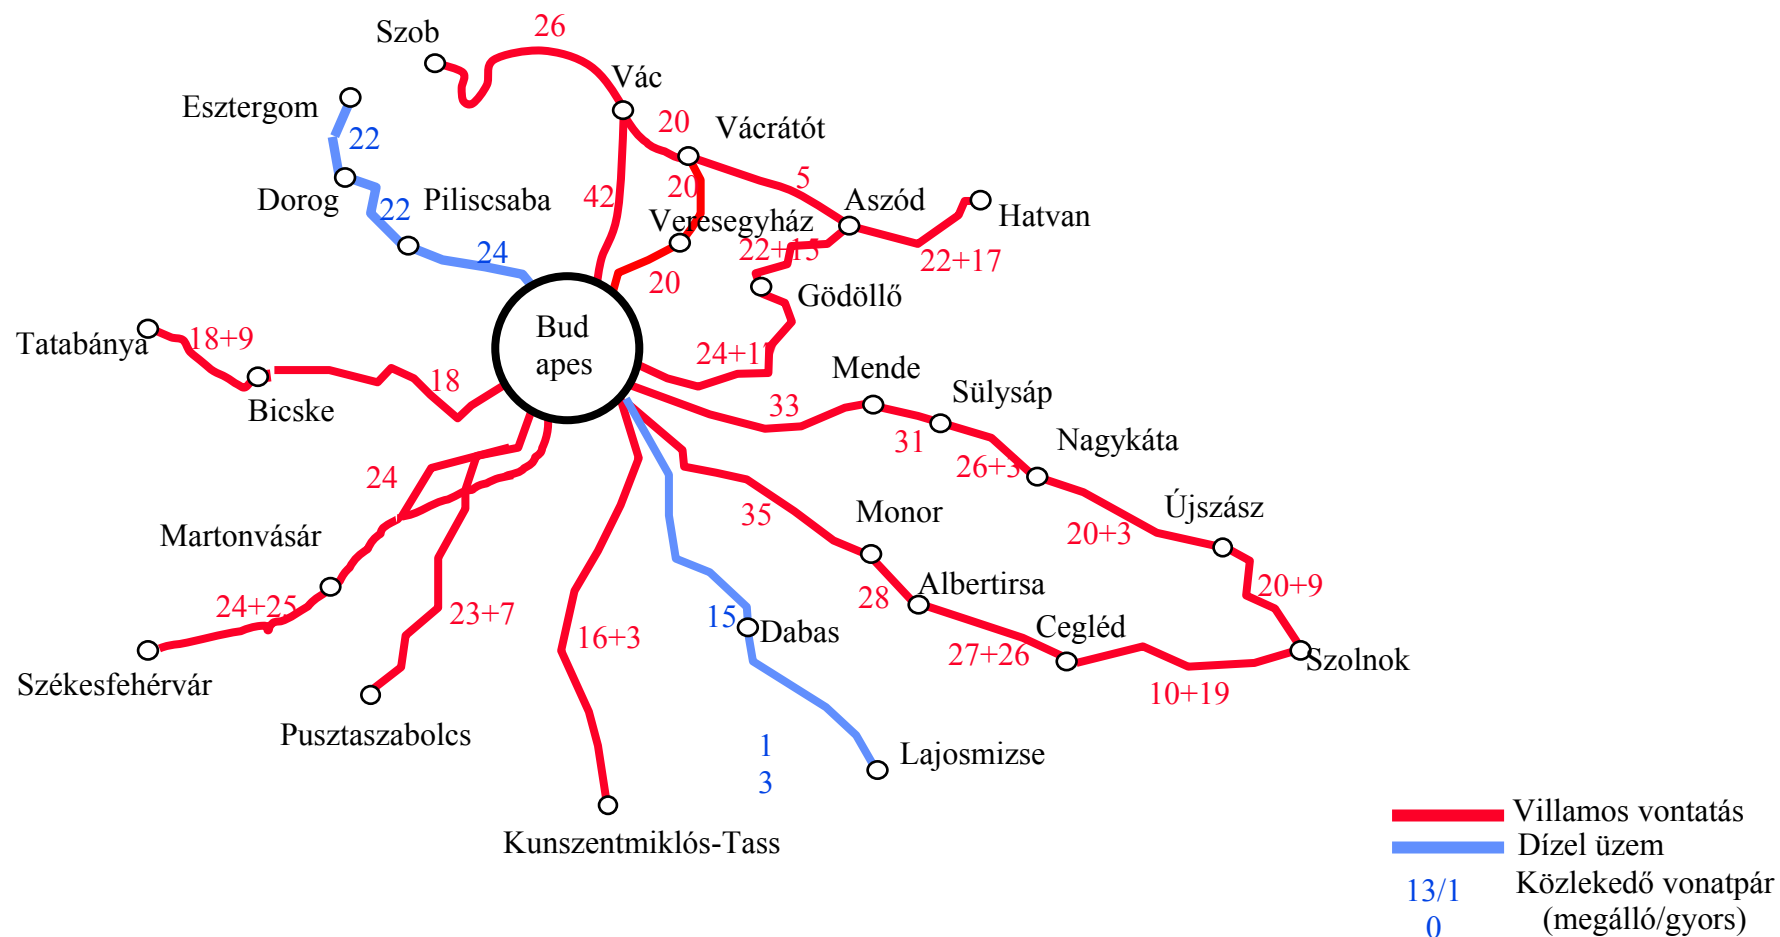 Szob
26
Vác
Esztergom
20
Vácrátót
22
20
5
Dorog
22
Piliscsaba
42
Aszód
Hatvan
Veresegyház
24
22+15
22+17
20
Gödöllő
Tatabánya
18+9
Bud
apes
24+1
Mende
18
Bicske
33
Sülysáp
31
Nagykáta
24
26+3
Újszász
35
Monor
20+3
Martonvásár
Albertirsa
20+9
28
24+25
23+7
15
Dabas
Cegléd
16+3
27+26
Szolnok
Székesfehérvár
10+19
Pusztaszabolcs
1
3
Lajosmizse
Kunszentmiklós-Tass
Villamos vontatás
Dízel üzem
13/1
0
Közlekedő vonatpár
(megálló/gyors)